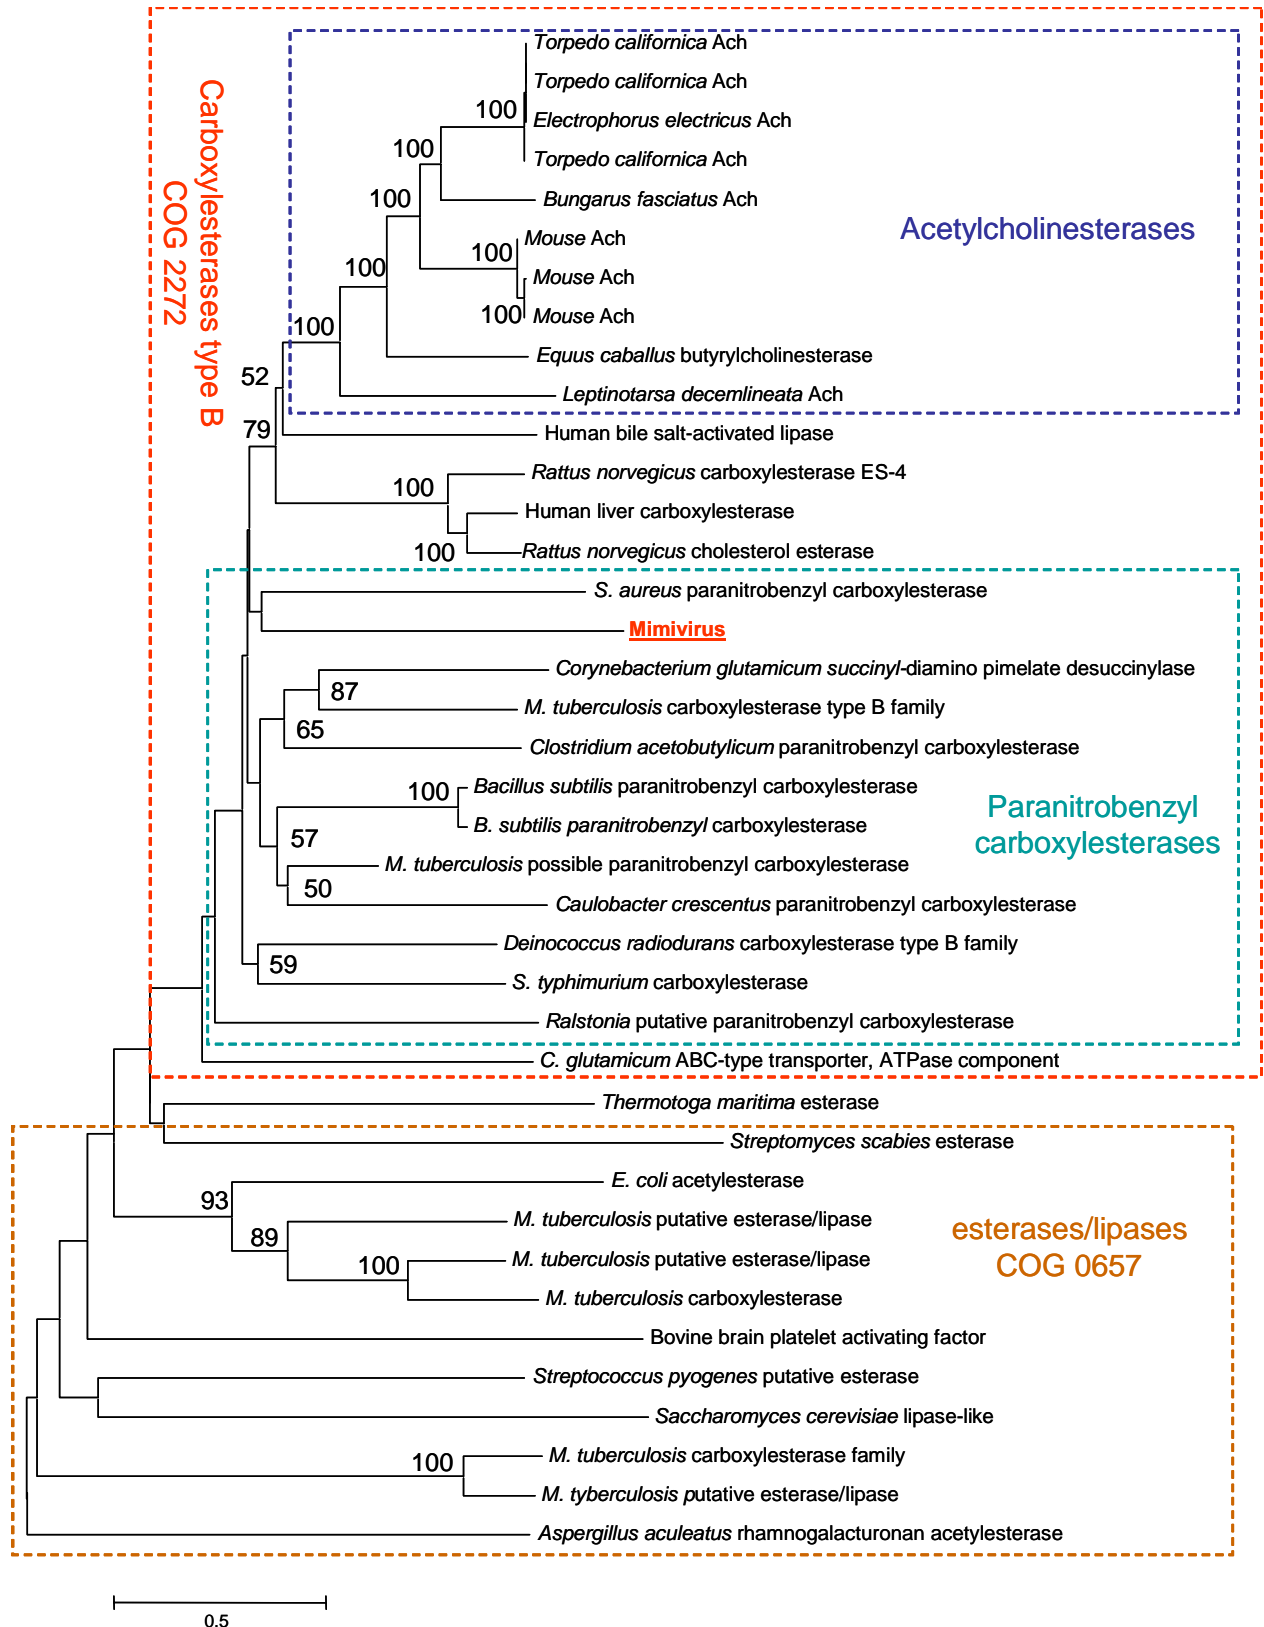 Carboxylesterases type B
COG 2272
Torpedo californica Ach
Torpedo californica Ach
100
Electrophorus electricus Ach
Torpedo californica Ach
100
Bungarus fasciatus Ach
100
Acetylcholinesterases
Mouse Ach
100
Mouse Ach
100
Mouse Ach
100
100
Equus caballus butyrylcholinesterase
52
Leptinotarsa decemlineata Ach
79
Human bile salt-activated lipase
Rattus norvegicus carboxylesterase ES-4
100
Human liver carboxylesterase
100
Rattus norvegicus cholesterol esterase
S. aureus paranitrobenzyl carboxylesterase
Mimivirus
Corynebacterium glutamicum succinyl-diamino pimelate desuccinylase
87
M. tuberculosis carboxylesterase type B family
65
Clostridium acetobutylicum paranitrobenzyl carboxylesterase
100
Bacillus subtilis paranitrobenzyl carboxylesterase
Paranitrobenzyl
carboxylesterases
B. subtilis paranitrobenzyl carboxylesterase
57
M. tuberculosis possible paranitrobenzyl carboxylesterase
50
Caulobacter crescentus paranitrobenzyl carboxylesterase
Deinococcus radiodurans carboxylesterase type B family
59
S. typhimurium carboxylesterase
Ralstonia putative paranitrobenzyl carboxylesterase
C. glutamicum ABC-type transporter, ATPase component
Thermotoga maritima esterase
Streptomyces scabies esterase
E. coli acetylesterase
93
M. tuberculosis putative esterase/lipase
89
esterases/lipases
COG 0657
M. tuberculosis putative esterase/lipase
100
M. tuberculosis carboxylesterase
Bovine brain platelet activating factor
Streptococcus pyogenes putative esterase
Saccharomyces cerevisiae lipase-like
M. tuberculosis carboxylesterase family
100
M. tyberculosis putative esterase/lipase
Aspergillus aculeatus rhamnogalacturonan acetylesterase
0.5